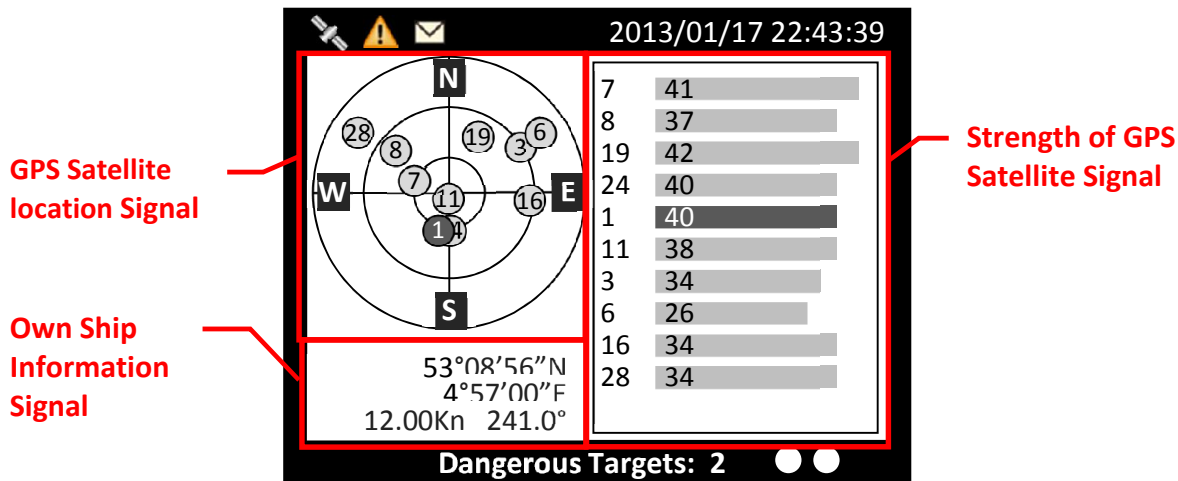 2013/01/17 22:43:39
N
28
8
19
3
6
7
W
11
16
E
1
4
S
53°08’56”N
4°57’00”E
12.00Kn 241.0°
7 41
8 37
19 42
24 40
1 40
11 38
3 34
6 26
16 34
28 34
Dangerous Targets: 2
GPS Satellite
location Signal
Own Ship
Information
Signal
Strength of GPS
Satellite Signal